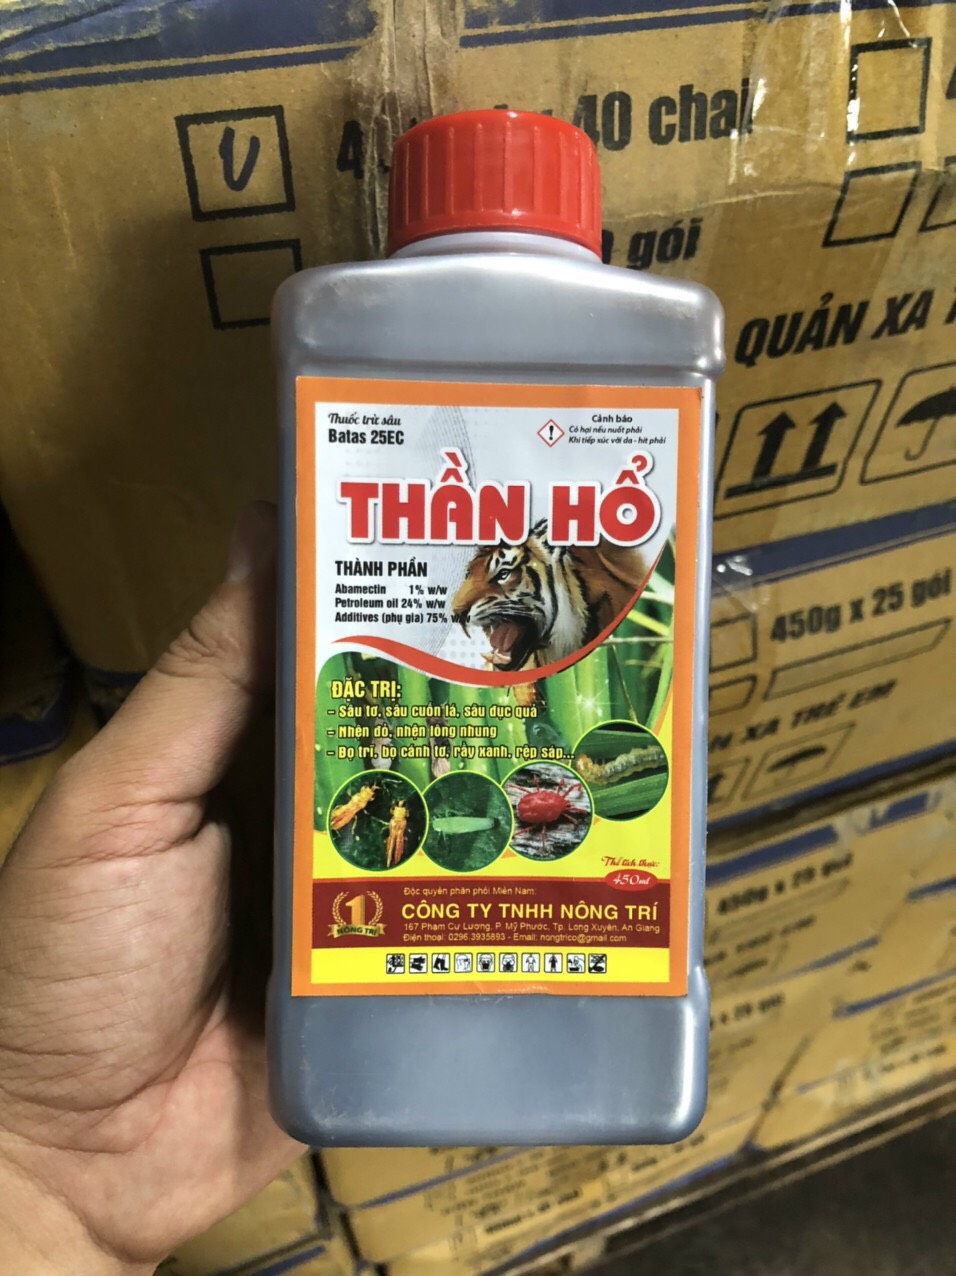 40 chai
gói
QUẢN XA
450g x 25 gói
XA TRẺ EM
Thuốc trừ sâu
Batas 25EC
Cảnh báo
Có hại nếu nuốt phải
Khi tiếp xúc với da - hít phải
THẦN HỔ
THÀNH PHẦN
Abamectin 1% w/w
Petroleum oil 24% w/w
Additives (phụ gia) 75% w/w
ĐẶC TRỊ:
- Sâu tơ, sâu cuốn lá, sâu đục quả
- Nhện đỏ, nhện lông nhung
- Bọ trĩ, bọ cánh tơ, rầy xanh, rệp sáp...
Thể tích thực:
450ml
1
NÔNG TRÍ
Độc quyền phân phối Miền Nam:
CÔNG TY TNHH NÔNG TRÍ
167 Phạm Cự Lượng, P. Mỹ Phước, Tp. Long Xuyên, An Giang
Điện thoại: 0296.3935893 - Email: nongtrico@gmail.com